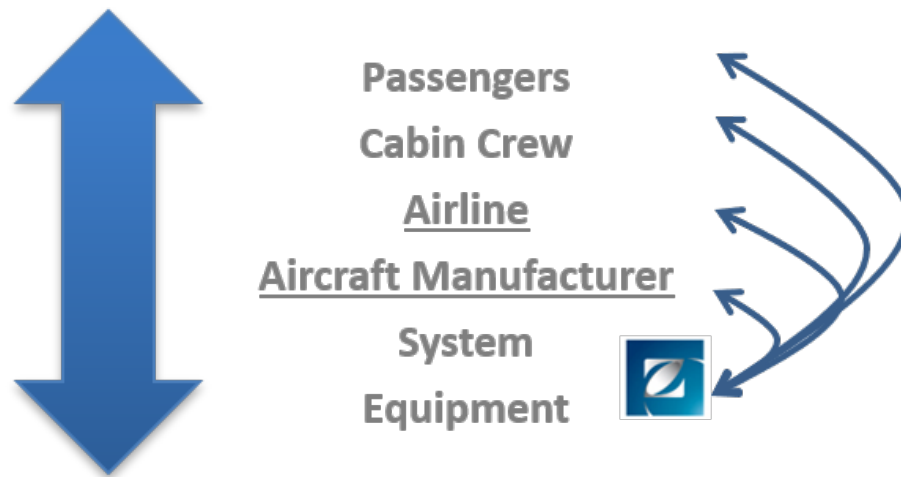 Passengers
Cabin Crew
Airline
Aircraft Manufacturer
System
Equipment